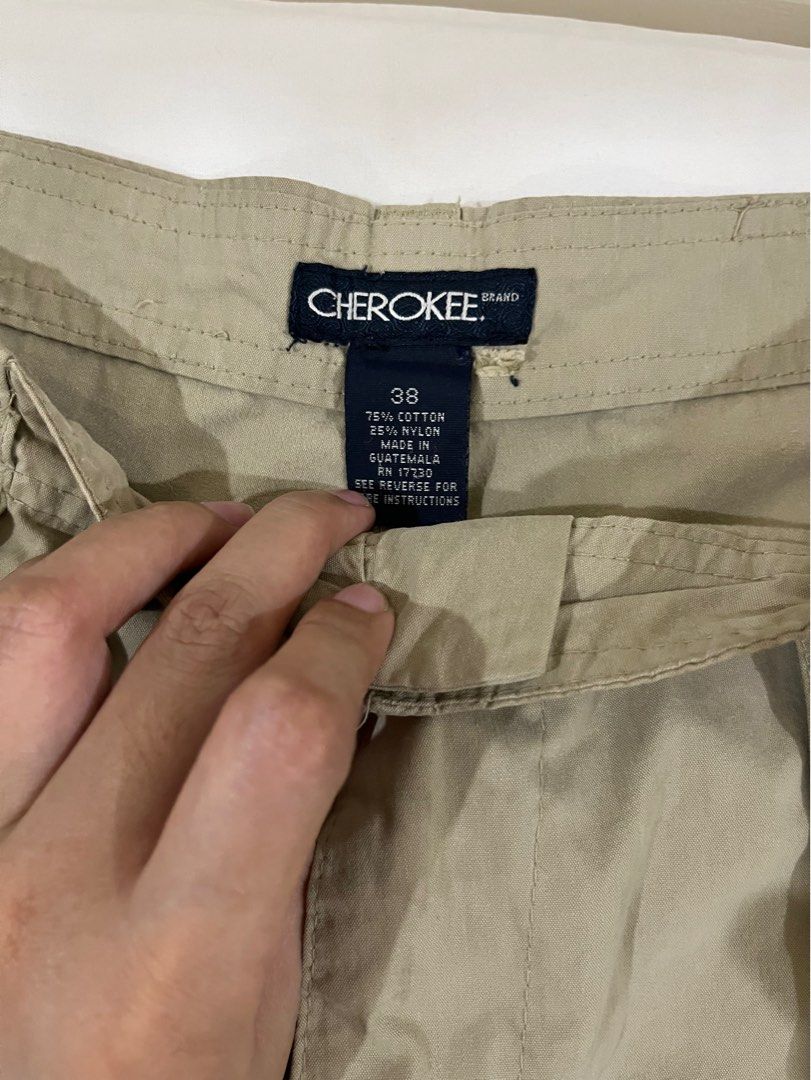 CHEROKEE. BRAND
38
75% COTTON
25% NYLON
MADE IN
GUATEMALA
RN 17730
SEE REVERSE FOR
INSTRUCTIONS